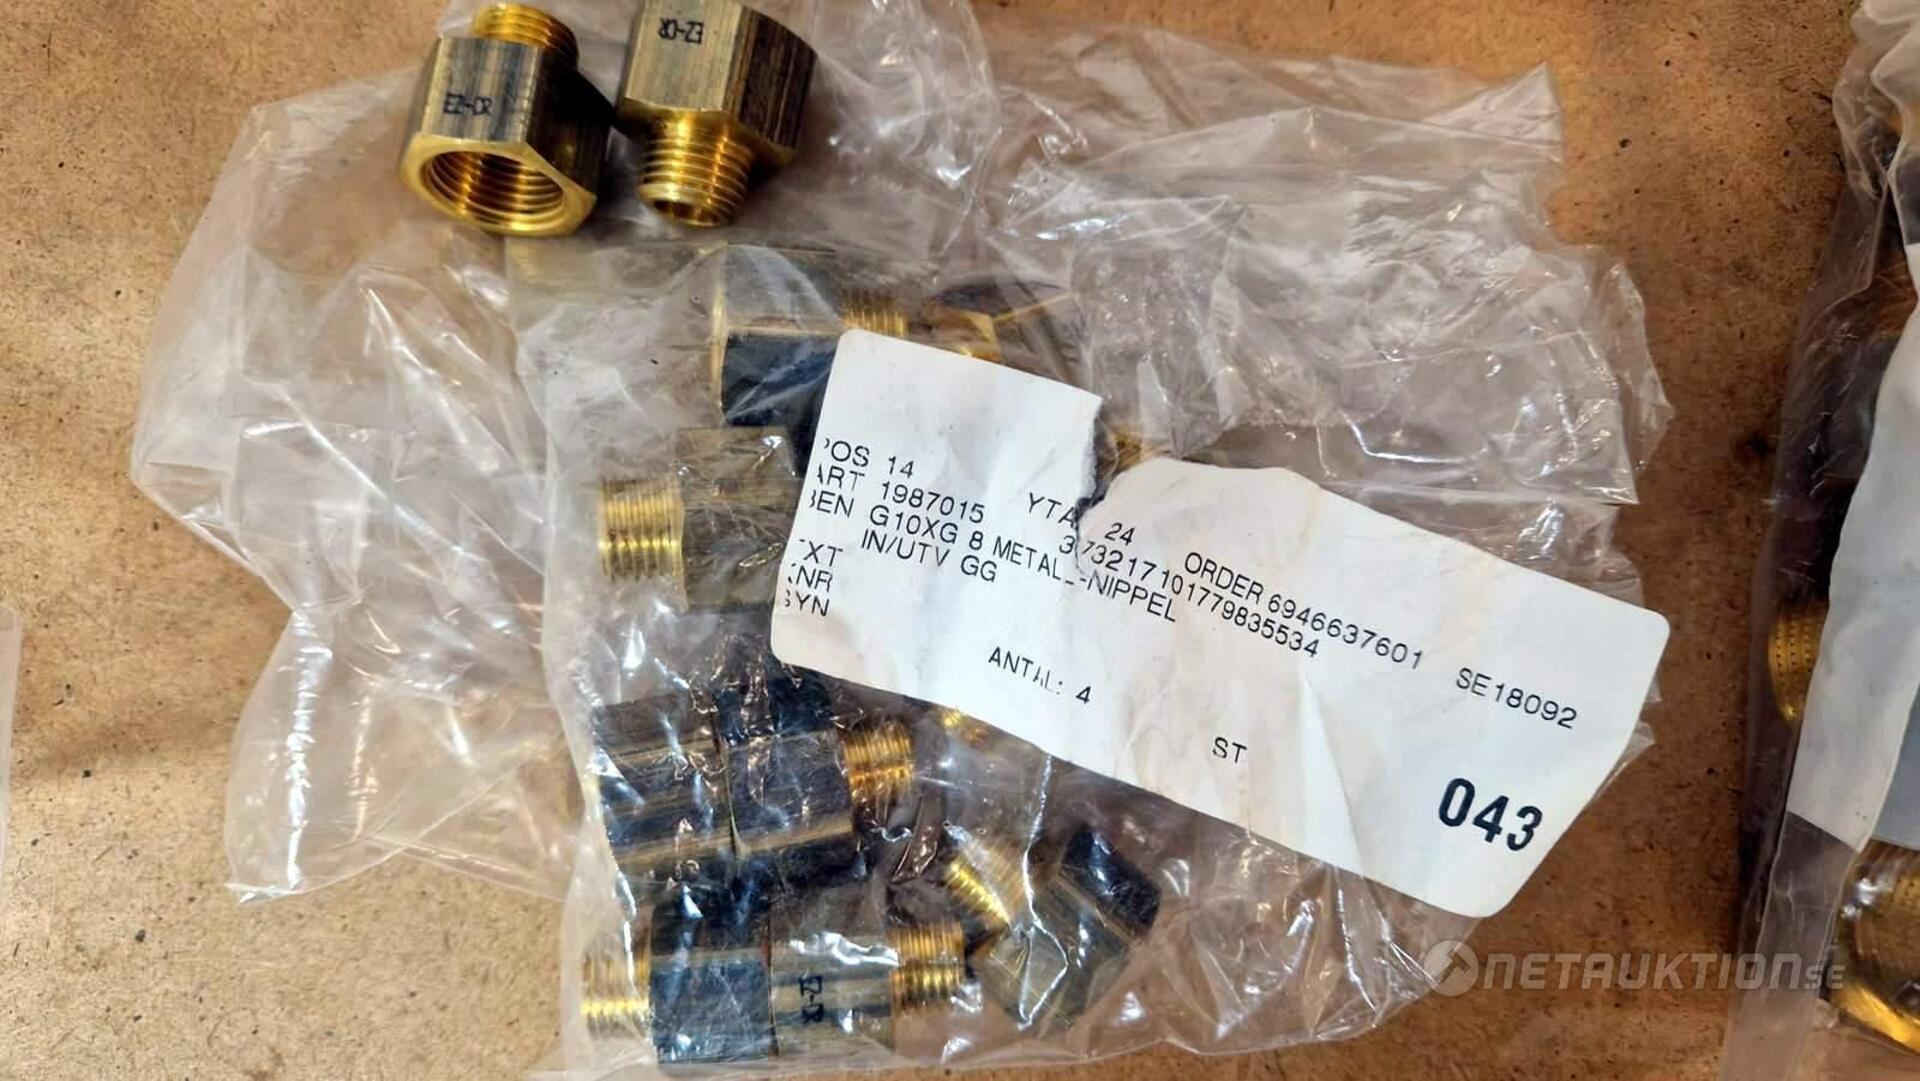 EZ-CR
EZ-CR
POS 14 YTA 24 ORDER 6946637601 SE18092
ART 1987015 373217101779835534
BEN G10XG 8 METALL-NIPPEL
IN/UTV GG
TXT
KNR
SYN
ANTAL: 4 ST
043
EZ-CR
NETAUKTION.SE